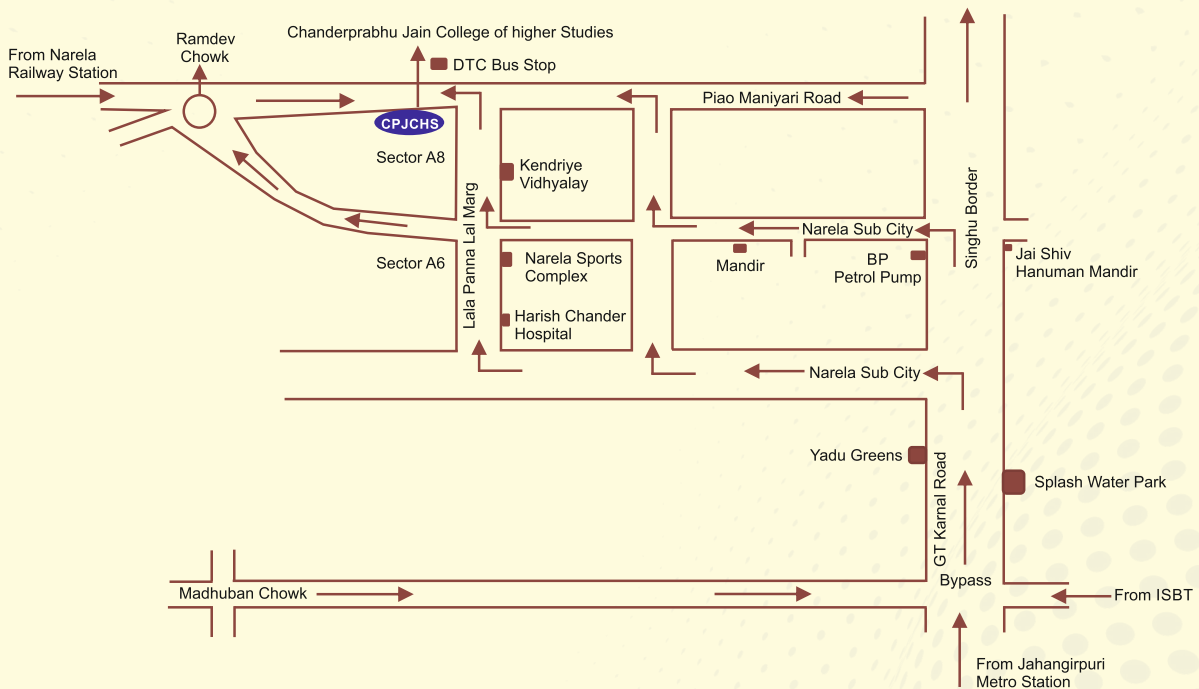 Chanderprabhu Jain College of higher Studies
Ramdev
Chowk
From Narela
Railway Station
DTC Bus Stop
Piao Maniyari Road
CPJCHS
Sector A8
Kendriye
Vidhyalay
Lala Panna Lal Marg
Singhu Border
Narela Sub City
Sector A6
Narela Sports
Complex
Mandir
BP
Petrol Pump
Jai Shiv
Hanuman Mandir
Harish Chander
Hospital
Narela Sub City
Yadu Greens
GT Karnal Road
Splash Water Park
Bypass
Madhuban Chowk
From ISBT
From Jahangirpuri
Metro Station